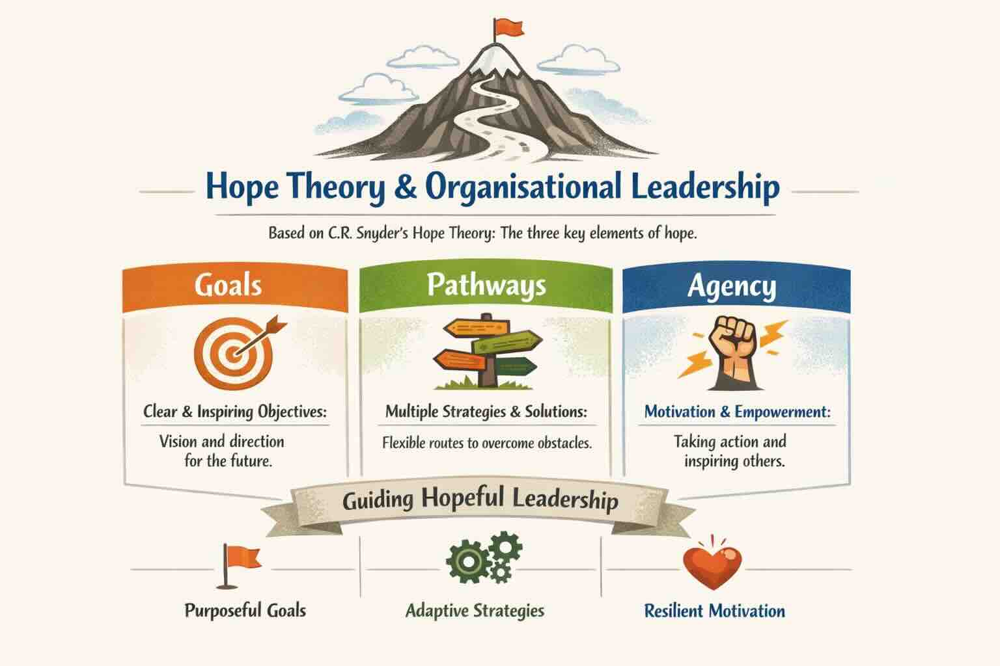 Hope Theory & Organisational Leadership
Based on C.R. Snyder's Hope Theory: The three key elements of hope.
Goals
Clear & Inspiring Objectives:
Vision and direction
for the future.
Pathways
Multiple Strategies & Solutions:
Flexible routes to overcome obstacles.
Agency
Motivation & Empowerment:
Taking action and
inspiring others.
Guiding Hopeful Leadership
Purposeful Goals
Adaptive Strategies
Resilient Motivation